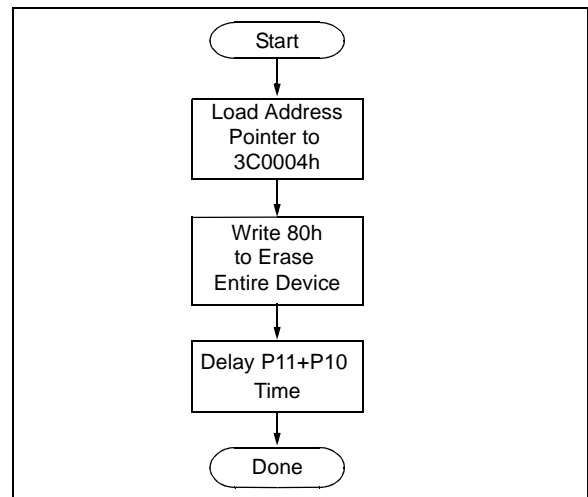 Start
Load Address
Pointer to
3C0004h
Write 80h
to Erase
Entire Device
Delay P11+P10
Time
Done